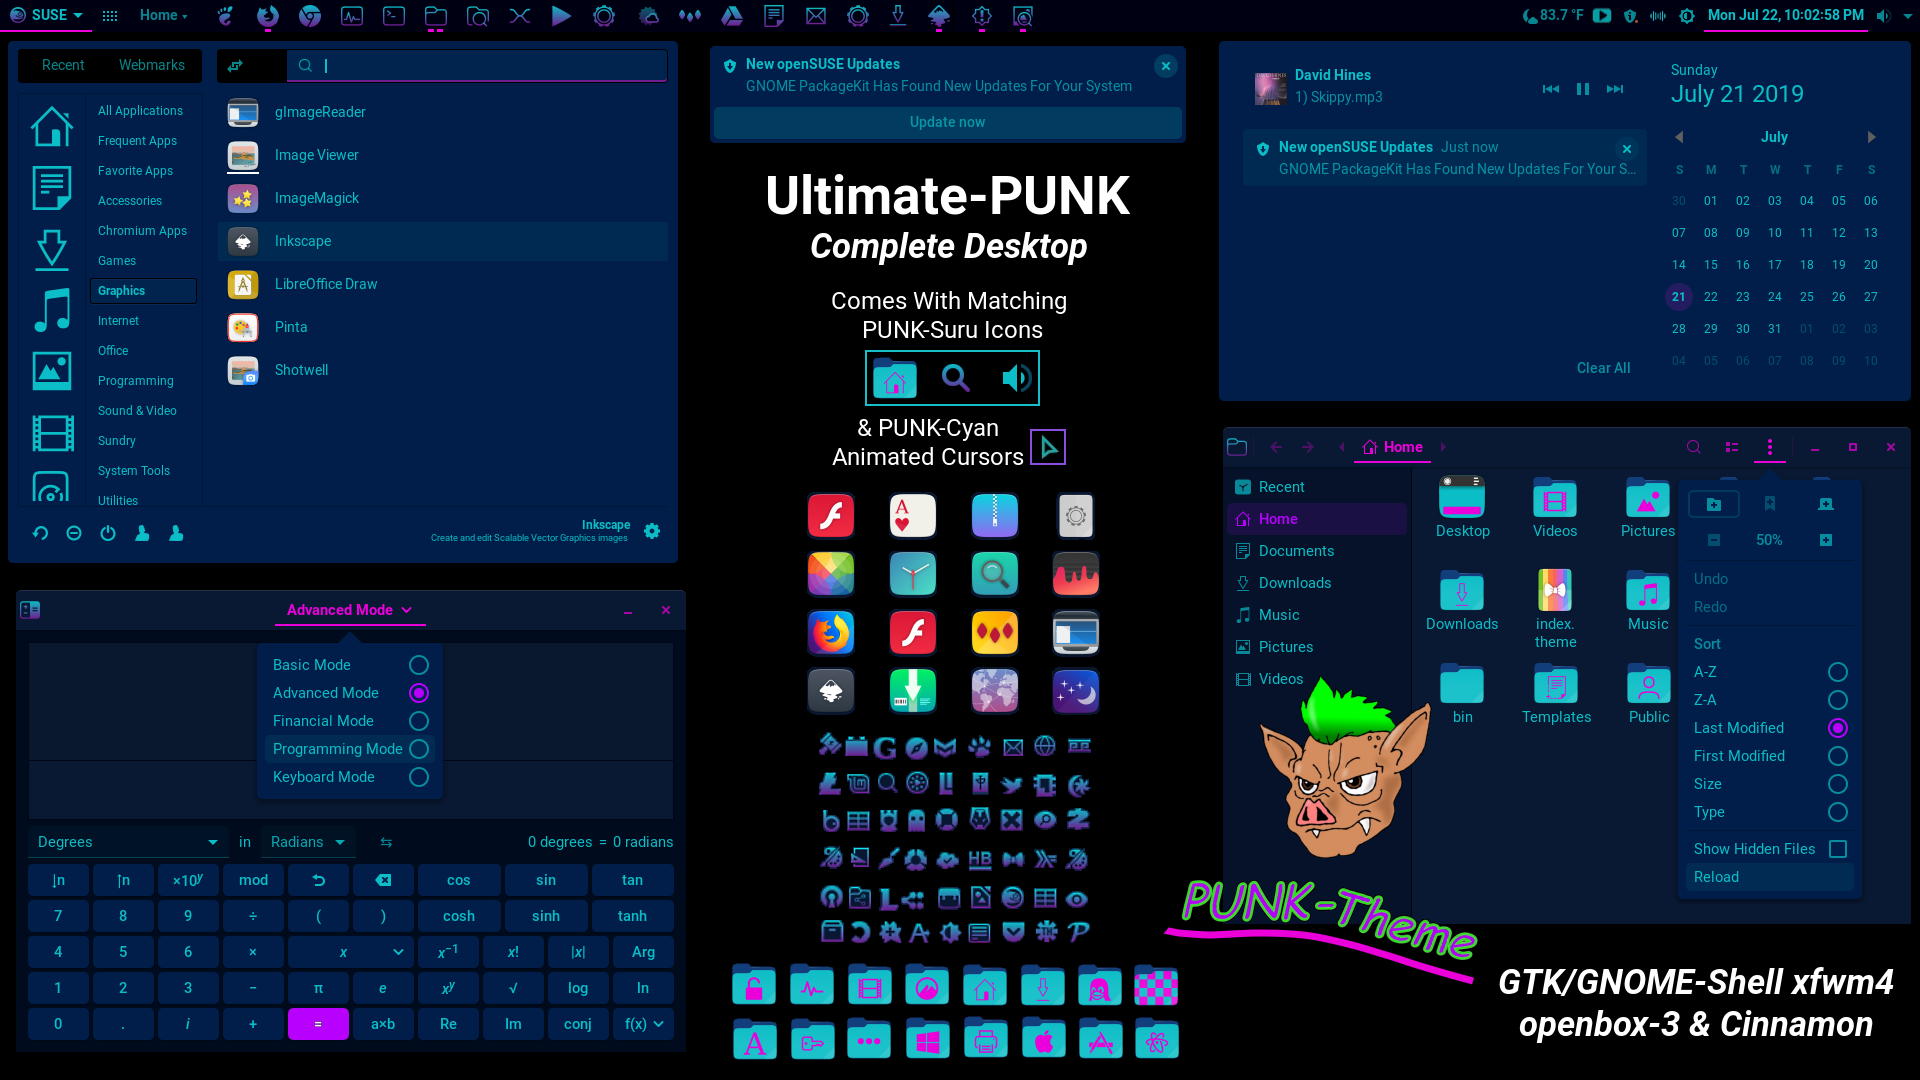 SUSE
Home
83.7 °F
Mon Jul 22, 10:02:58 PM
Recent
Webmarks
All Applications
Frequent Apps
Favorite Apps
Accessories
Chromium Apps
Games
Graphics
Internet
Office
Programming
Sound & Video
Sundry
System Tools
Utilities
gImageReader
Image Viewer
ImageMagick
Inkscape
LibreOffice Draw
Pinta
Shotwell
Inkscape
Create and edit Scalable Vector Graphics images
New openSUSE Updates
GNOME PackageKit Has Found New Updates For Your System
Update now
Ultimate-PUNK
Complete Desktop
Comes With Matching
PUNK-Suru Icons
& PUNK-Cyan
Animated Cursors
David Hines
1) Skippy.mp3
New openSUSE Updates Just now
GNOME PackageKit Has Found New Updates For Your S...
Clear All
Sunday
July 21 2019
July
S M T W T F S
30 01 02 03 04 05 06
07 08 09 10 11 12 13
14 15 16 17 18 19 20
21 22 23 24 25 26 27
28 29 30 31 01 02 03
04 05 06 07 08 09 10
Advanced Mode
Basic Mode
Advanced Mode
Financial Mode
Programming Mode
Keyboard Mode
Degrees in Radians 0 degrees = 0 radians
↓n ↑n ×10^y mod cos sin tan
7 8 9 ÷ ( ) cosh sinh tanh
4 5 6 × x x^-1 x! |x| Arg
1 2 3 − π e x^y √ log ln
0 . i + = a×b Re Im conj f(x)
Home
Recent
Home
Documents
Downloads
Music
Pictures
Videos
Desktop
Videos
Pictures
Downloads
index.
theme
Music
bin
Templates
Public
50%
Undo
Redo
Sort
A-Z
Z-A
Last Modified
First Modified
Size
Type
Show Hidden Files
Reload
PUNK-Theme
GTK/GNOME-Shell xfwm4
openbox-3 & Cinnamon